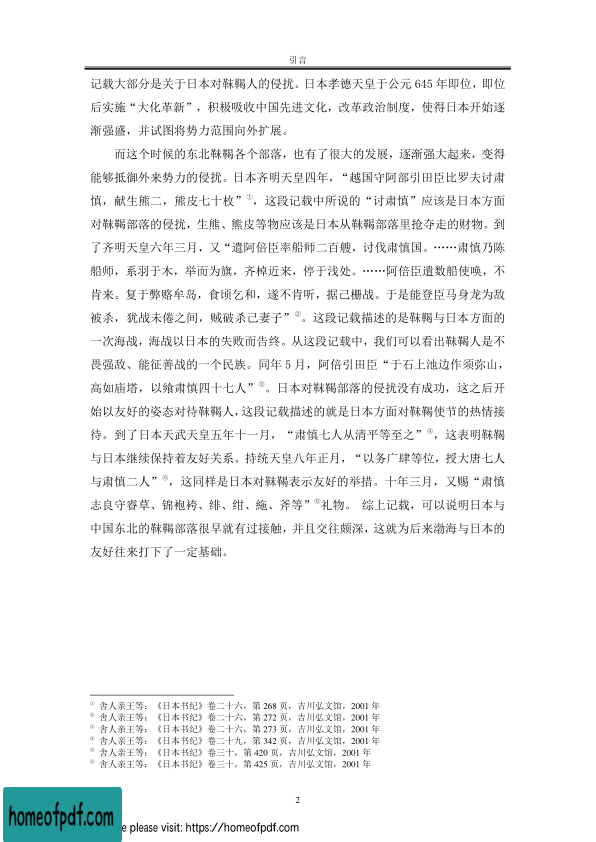 引言
记载大部分是关于日本对靺鞨人的侵扰。日本孝德天皇于公元 645 年即位，即位
后实施“大化革新”，积极吸收中国先进文化，改革政治制度，使得日本开始逐
渐强盛，并试图将势力范围向外扩展。
而这个时候的东北靺鞨各个部落，也有了很大的发展，逐渐强大起来，变得
能够抵御外来势力的侵扰。日本齐明天皇四年，“越国守阿部引田臣比罗夫讨肃
慎，献生熊二，熊皮七十枚”①，这段记载中所说的“讨肃慎”应该是日本方面
对靺鞨部落的侵扰，生熊、熊皮等物应该是日本从靺鞨部落里抢夺走的财物。到
了齐明天皇六年三月，又“遣阿倍臣率船师二百艘，讨伐肃慎国。……肃慎乃陈
船师，系羽于木，举而为旗，齐棹近来，停于浅处。……阿倍臣遣数船使唤，不
肯来。复于弊赂牟岛，食顷乞和，遂不肯听，据己栅战。于是能登臣马身龙为敌
被杀，犹战未倦之间，贼破杀己妻子”②。这段记载描述的是靺鞨与日本方面的
一次海战，海战以日本的失败而告终。从这段记载中，我们可以看出靺鞨人是不
畏强敌、能征善战的一个民族。同年 5 月，阿倍引田臣“于石上池边作须弥山，
高如庙塔，以飨肃慎四十七人”③。日本对靺鞨部落的侵扰没有成功，这之后开
始以友好的姿态对待靺鞨人，这段记载描述的就是日本方面对靺鞨使节的热情接
待。到了日本天武天皇五年十一月，“肃慎七人从清平等至之”④，这表明靺鞨
与日本继续保持着友好关系。持统天皇八年正月，“以务广肆等位，授大唐七人
与肃慎二人”⑤，这同样是日本对靺鞨表示友好的举措。十年三月，又赐“肃慎
志良守睿草、锦袍袴、绯、绀、絁、斧等”⑥礼物。 综上记载，可以说明日本与
中国东北的靺鞨部落很早就有过接触，并且交往颇深，这就为后来渤海与日本的
友好往来打下了一定基础。
① 舍人亲王等：《日本书纪》卷二十六，第 268 页，吉川弘文馆，2001 年
② 舍人亲王等：《日本书纪》卷二十六，第 272 页，吉川弘文馆，2001 年
③ 舍人亲王等：《日本书纪》卷二十六，第 273 页，吉川弘文馆，2001 年
④ 舍人亲王等：《日本书纪》卷二十九，第 342 页，吉川弘文馆，2001 年
⑤ 舍人亲王等：《日本书纪》卷三十，第 420 页，吉川弘文馆，2001 年
⑥ 舍人亲王等：《日本书纪》卷三十，第 425 页，吉川弘文馆，2001 年
2
homeofpdf.com
e please visit: https://homeofpdf.com